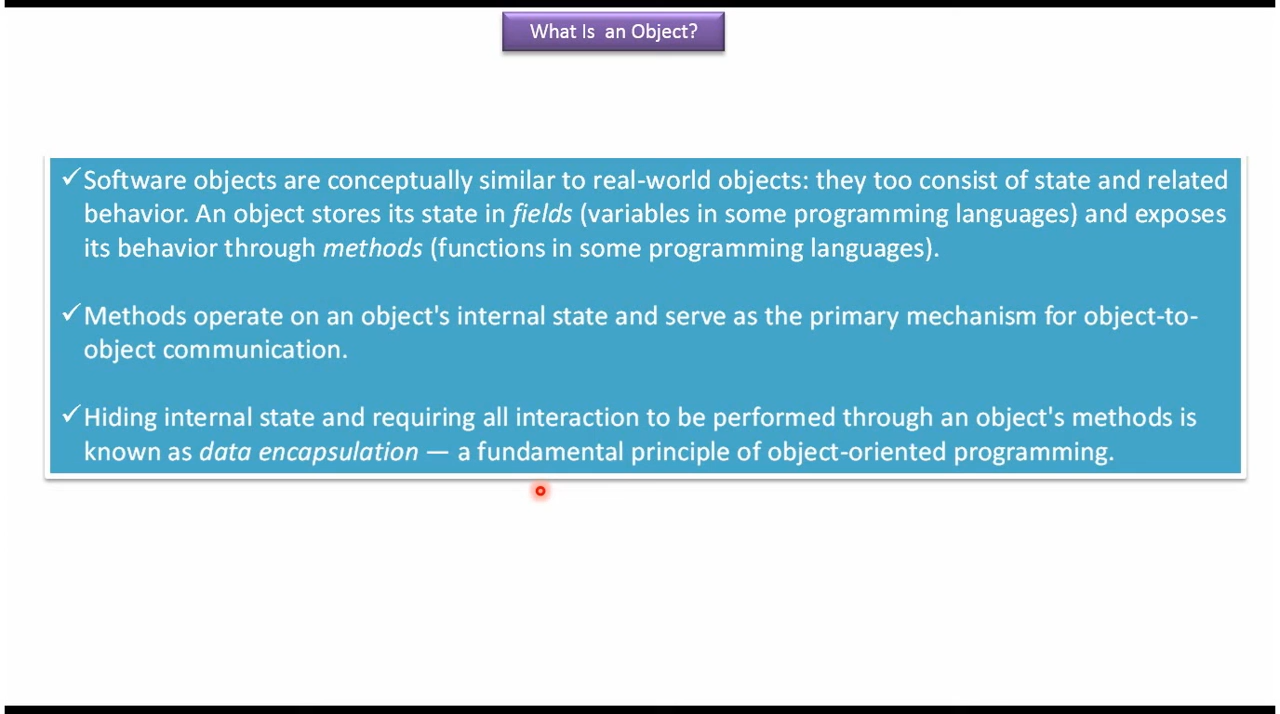 What Is  an Object?
✓Software objects are conceptually similar to real-world objects: they too consist of state and related
behavior. An object stores its state in fields (variables in some programming languages) and exposes
its behavior through methods (functions in some programming languages).
✓Methods operate on an object's internal state and serve as the primary mechanism for object-to-
object communication.
✓Hiding internal state and requiring all interaction to be performed through an object's methods is
known as data encapsulation — a fundamental principle of object-oriented programming.